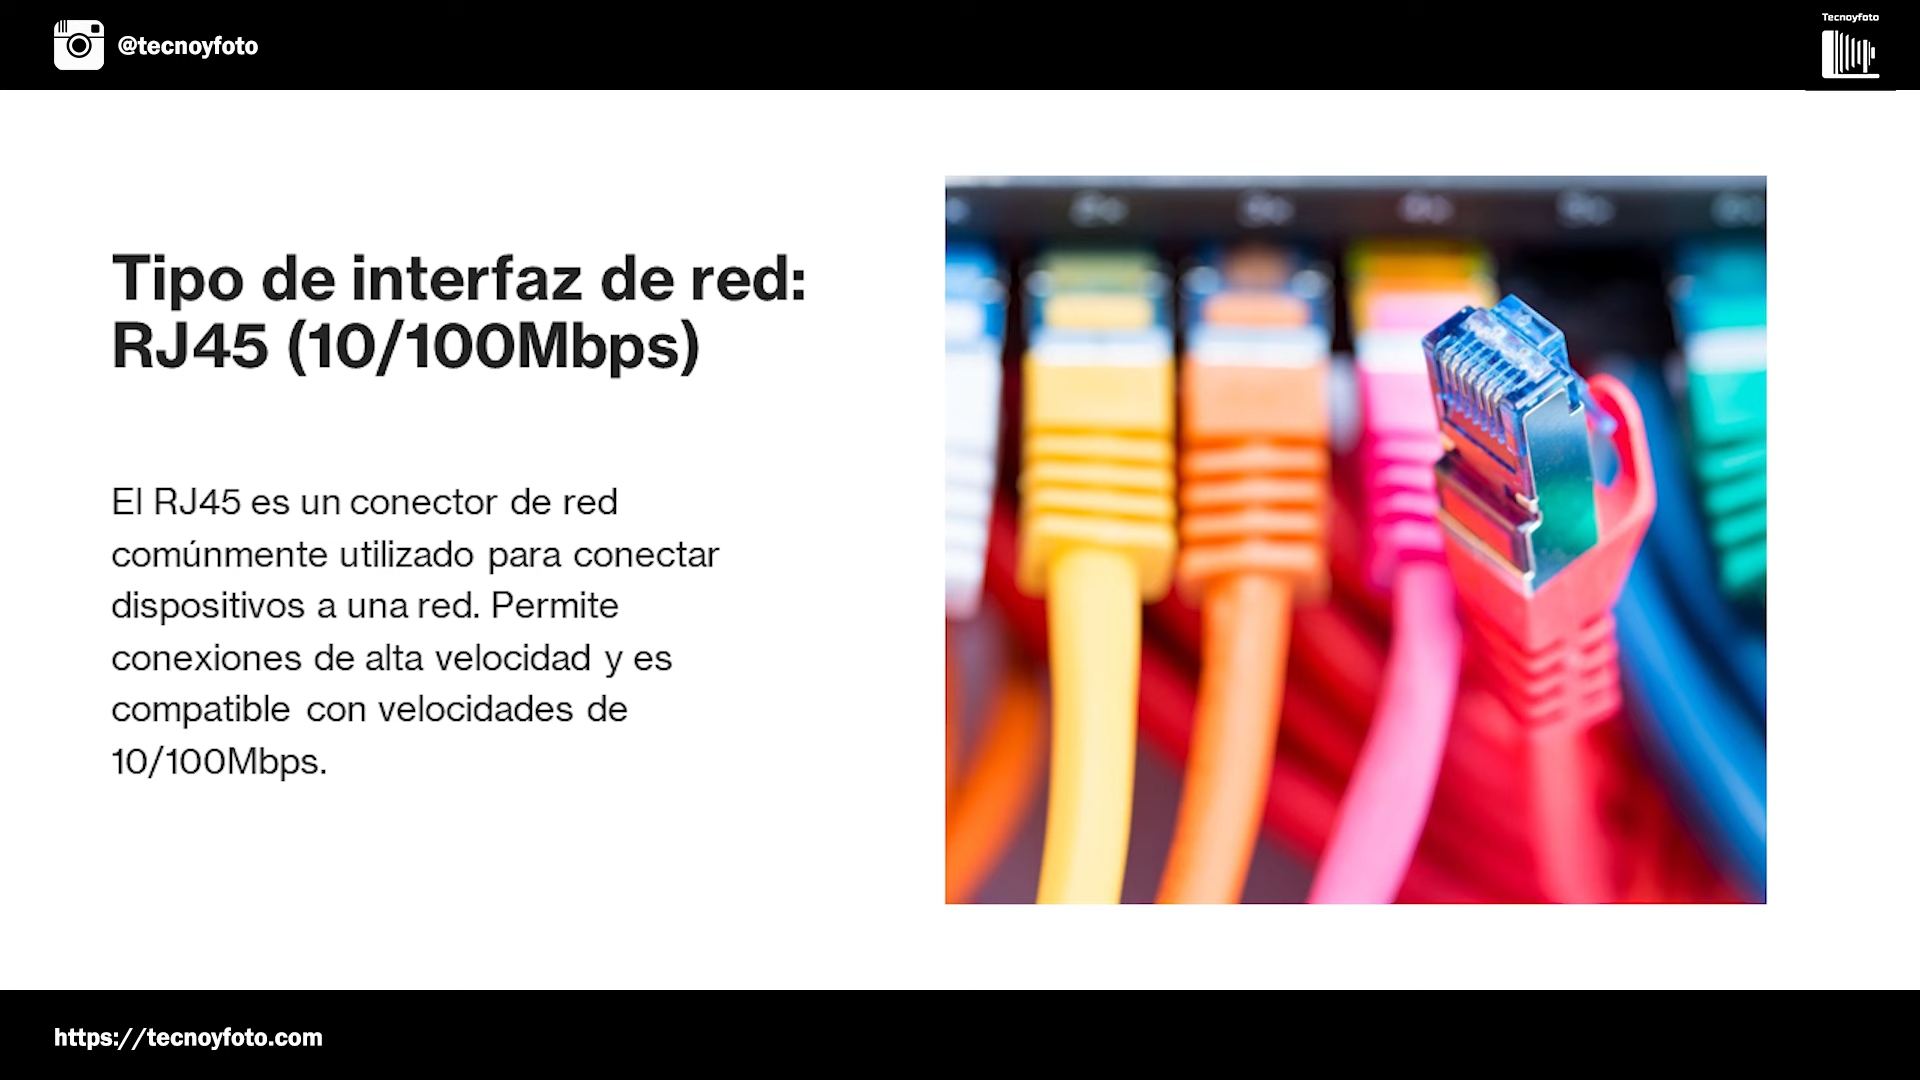 @tecnoyfoto
Tecnoyfoto
Tipo de interfaz de red:
RJ45 (10/100Mbps)
El RJ45 es un conector de red
comúnmente utilizado para conectar
dispositivos a una red. Permite
conexiones de alta velocidad y es
compatible con velocidades de
10/100Mbps.
https://tecnoyfoto.com